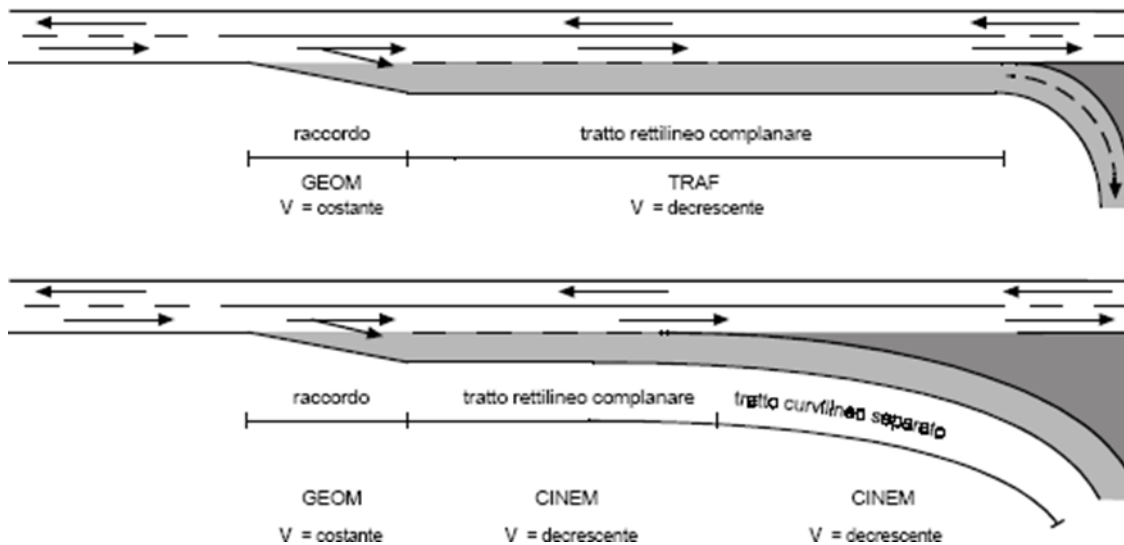 raccordo
tratto rettilineo complanare
GEOM
TRAF
V = costante
V = decrescente
raccordo
tratto rettilineo complanare
tratto curvilineo separato
GEOM
CINEM
CINEM
V = costante
V = decrescente
V = decrescente